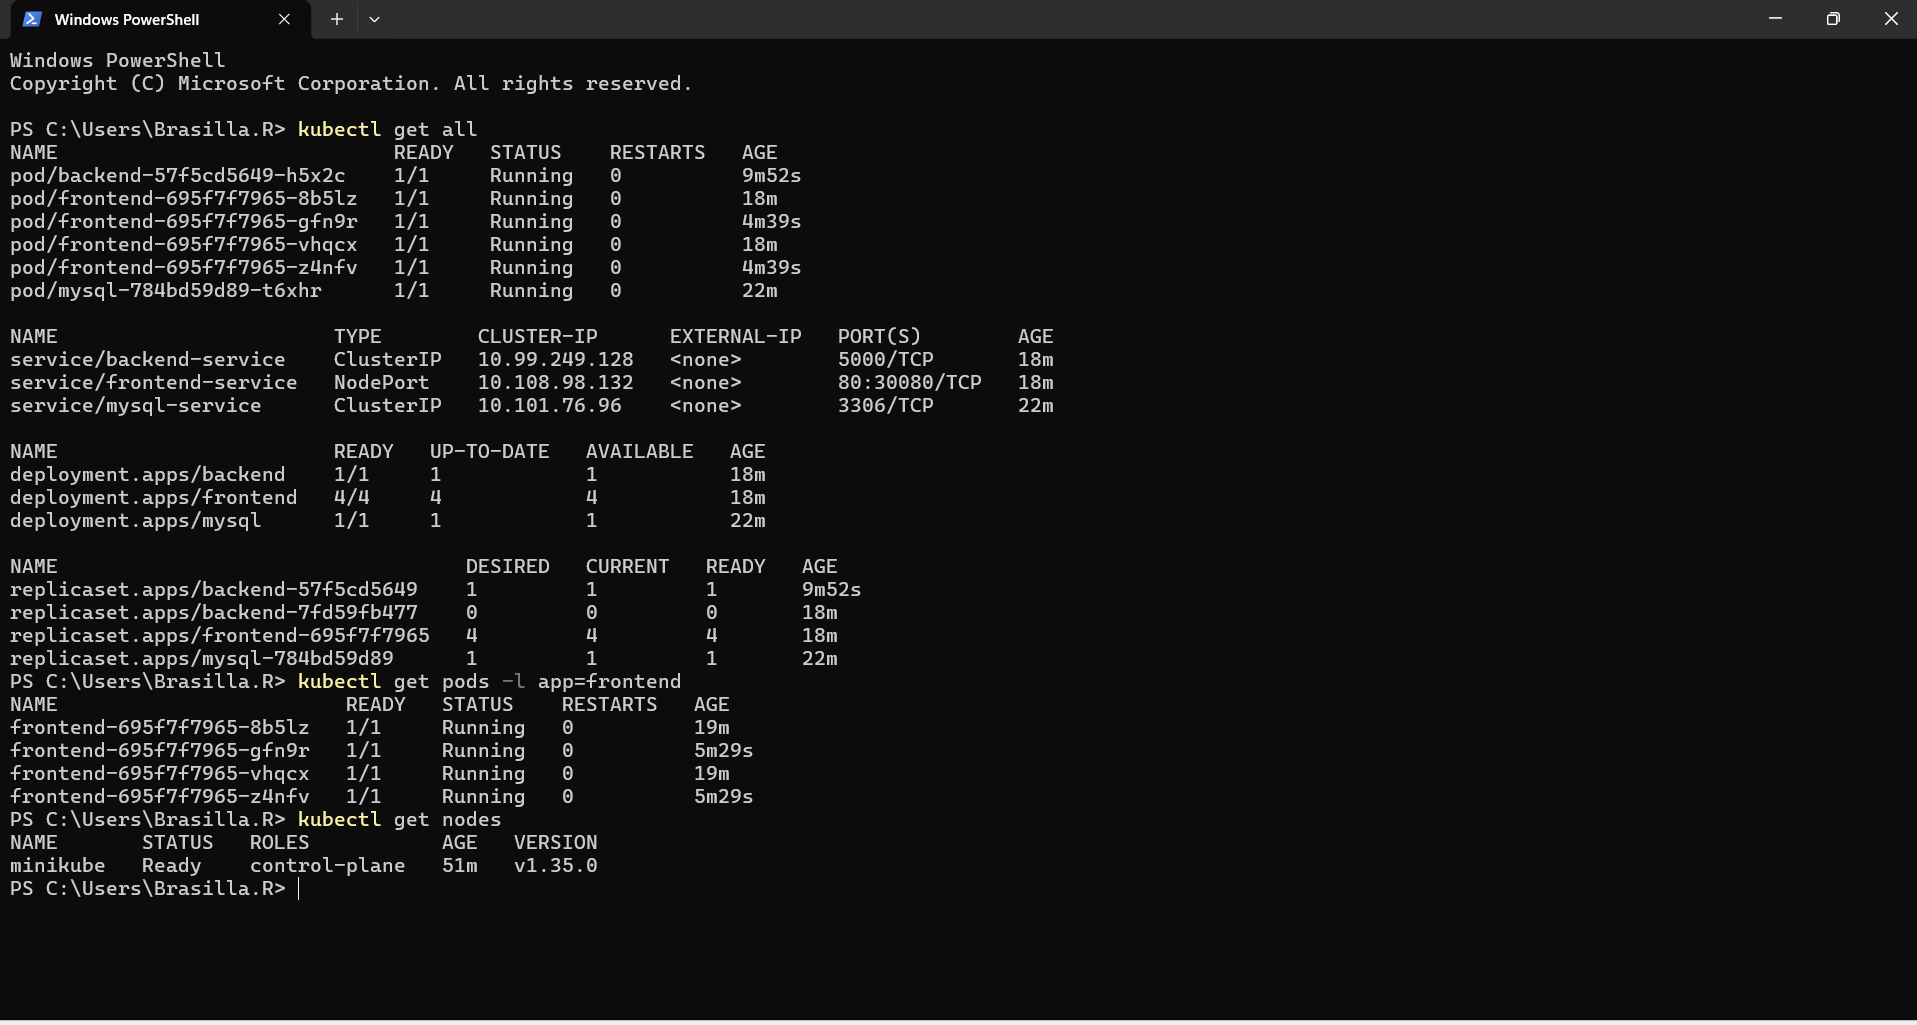 Windows PowerShell
Windows PowerShell
Copyright (C) Microsoft Corporation. All rights reserved.
PS C:\Users\Brasilla.R> kubectl get all
NAME                            READY   STATUS    RESTARTS   AGE
pod/backend-57f5cd5649-h5x2c    1/1     Running   0          9m52s
pod/frontend-695f7f7965-8b5lz   1/1     Running   0          18m
pod/frontend-695f7f7965-gfn9r   1/1     Running   0          4m39s
pod/frontend-695f7f7965-vhqcx   1/1     Running   0          18m
pod/frontend-695f7f7965-z4nfv   1/1     Running   0          4m39s
pod/mysql-784bd59d89-t6xhr      1/1     Running   0          22m
NAME                       TYPE        CLUSTER-IP      EXTERNAL-IP   PORT(S)        AGE
service/backend-service    ClusterIP   10.99.249.128   <none>        5000/TCP       18m
service/frontend-service   NodePort    10.108.98.132   <none>        80:30080/TCP   18m
service/mysql-service      ClusterIP   10.101.76.96    <none>        3306/TCP       22m
NAME                       READY   UP-TO-DATE   AVAILABLE   AGE
deployment.apps/backend    1/1     1            1           18m
deployment.apps/frontend   4/4     4            4           18m
deployment.apps/mysql      1/1     1            1           22m
NAME                                  DESIRED   CURRENT   READY   AGE
replicaset.apps/backend-57f5cd5649    1         1         1       9m52s
replicaset.apps/backend-7fd59fb477    0         0         0       18m
replicaset.apps/frontend-695f7f7965   4         4         4       18m
replicaset.apps/mysql-784bd59d89      1         1         1       22m
PS C:\Users\Brasilla.R> kubectl get pods -l app=frontend
NAME                        READY   STATUS    RESTARTS   AGE
frontend-695f7f7965-8b5lz   1/1     Running   0          19m
frontend-695f7f7965-gfn9r   1/1     Running   0          5m29s
frontend-695f7f7965-vhqcx   1/1     Running   0          19m
frontend-695f7f7965-z4nfv   1/1     Running   0          5m29s
PS C:\Users\Brasilla.R> kubectl get nodes
NAME       STATUS   ROLES           AGE   VERSION
minikube   Ready    control-plane   51m   v1.35.0
PS C:\Users\Brasilla.R>